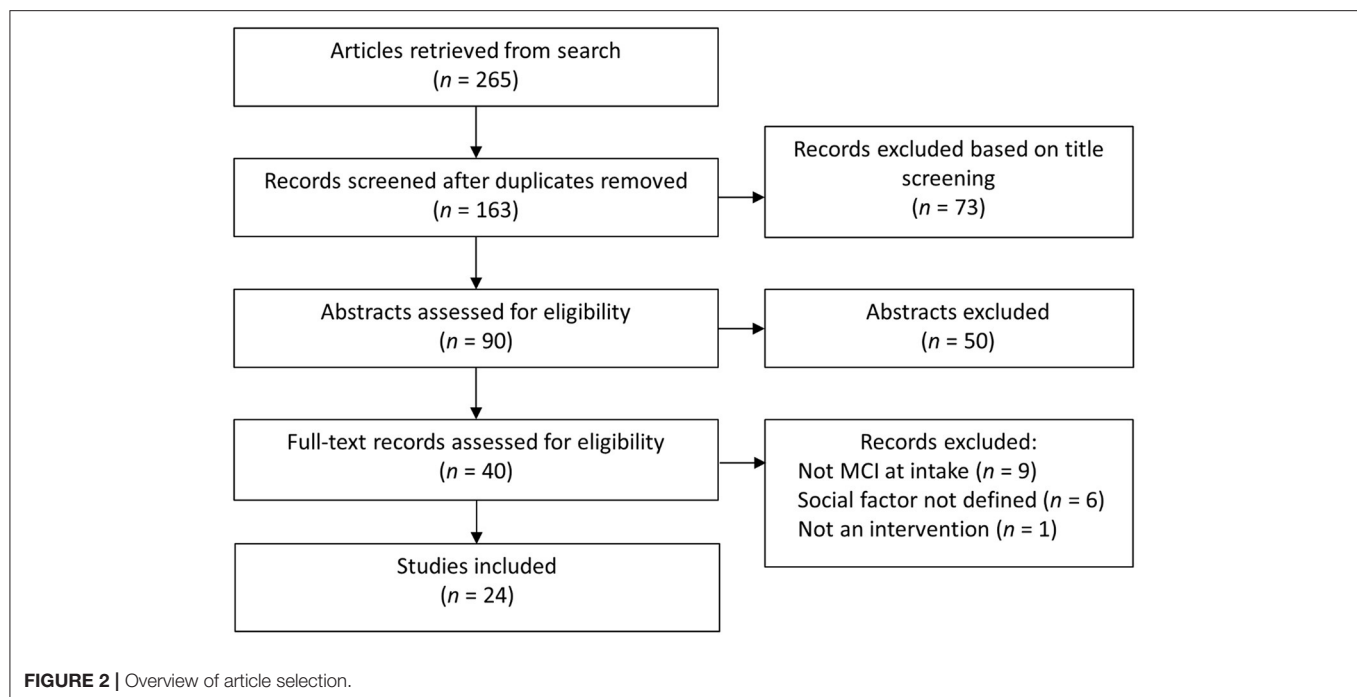 Articles retrieved from search
(n = 265)
Records screened after duplicates removed
(n = 163)
Records excluded based on title
screening
(n = 73)
Abstracts assessed for eligibility
(n = 90)
Abstracts excluded
(n = 50)
Full-text records assessed for eligibility
(n = 40)
Records excluded:
Not MCI at intake (n = 9)
Social factor not defined (n = 6)
Not an intervention (n = 1)
Studies included
(n = 24)
FIGURE 2 | Overview of article selection.